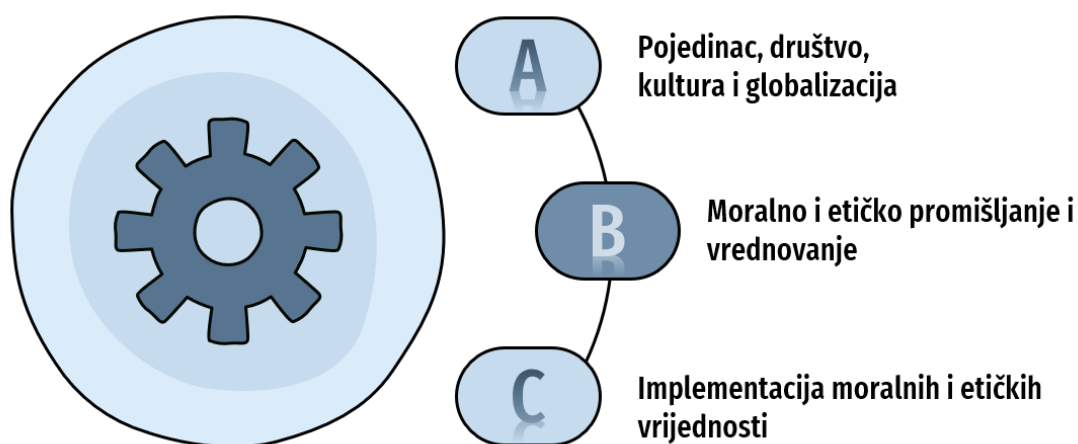 A
Pojedinac, društvo,
kultura i globalizacija
B
Moralno i etičko promišljanje i
vrednovanje
C
Implementacija moralnih i etičkih
vrijednosti